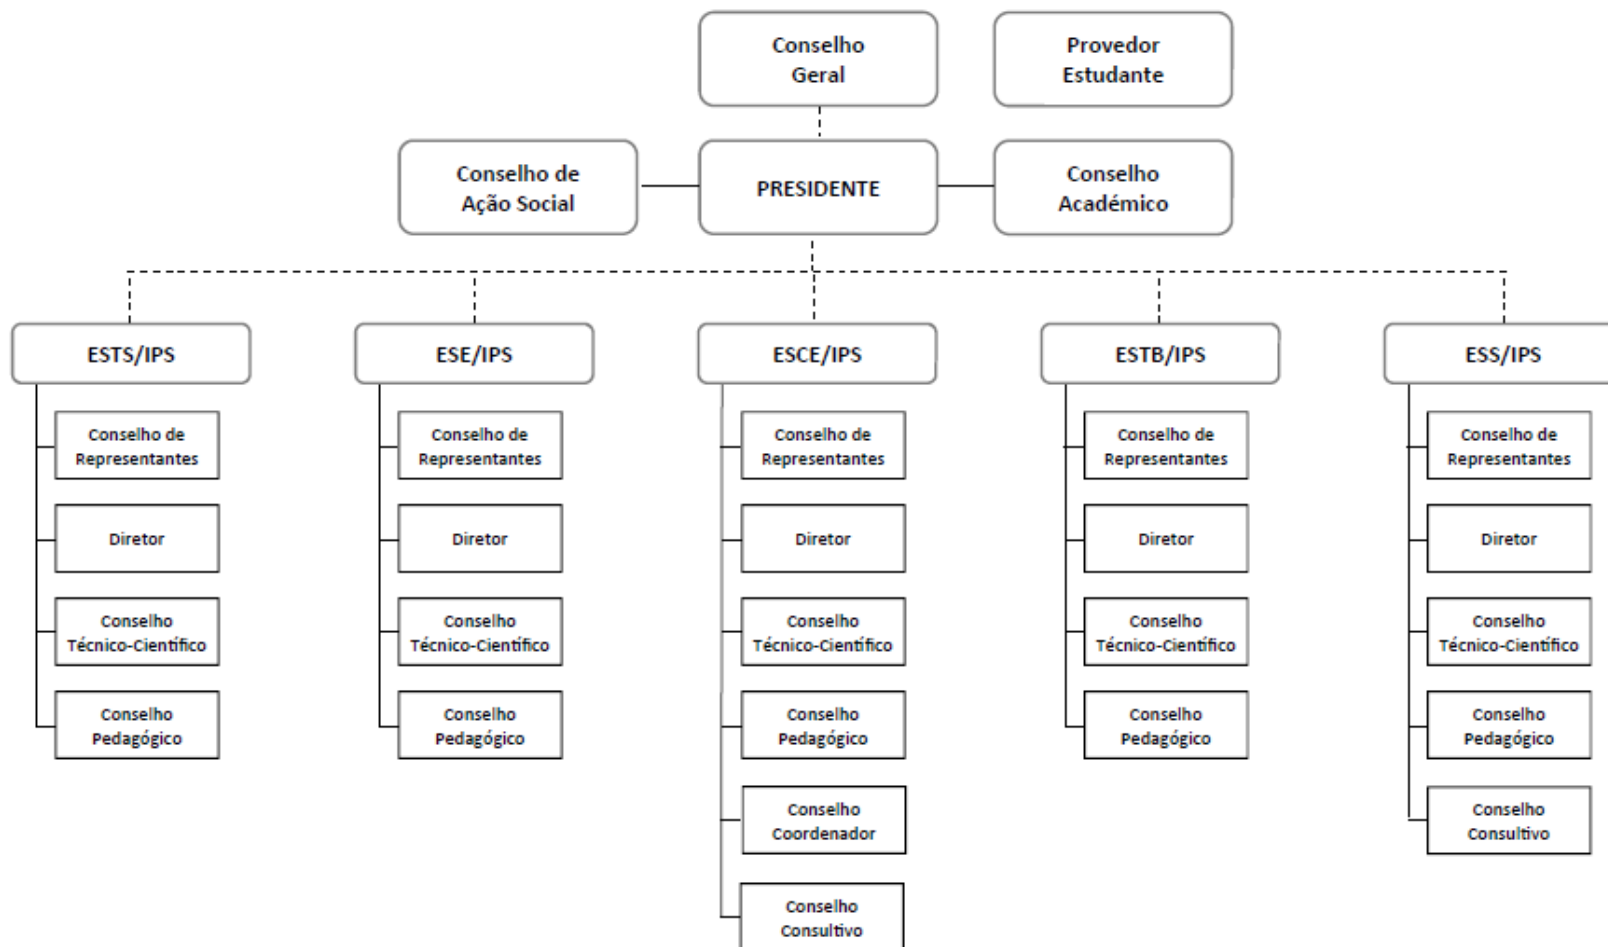 Conselho
Geral
Provedor
Estudante
Conselho de
Ação Social
PRESIDENTE
Conselho
Académico
ESTS/IPS
ESE/IPS
ESCE/IPS
ESTB/IPS
ESS/IPS
Conselho de
Representantes
Diretor
Conselho
Técnico-Científico
Conselho
Pedagógico
Conselho de
Representantes
Diretor
Conselho
Técnico-Científico
Conselho
Pedagógico
Conselho de
Representantes
Diretor
Conselho
Técnico-Científico
Conselho
Pedagógico
Conselho
Coordenador
Conselho
Consultivo
Conselho de
Representantes
Diretor
Conselho
Técnico-Científico
Conselho
Pedagógico
Conselho de
Representantes
Diretor
Conselho
Técnico-Científico
Conselho
Pedagógico
Conselho
Consultivo